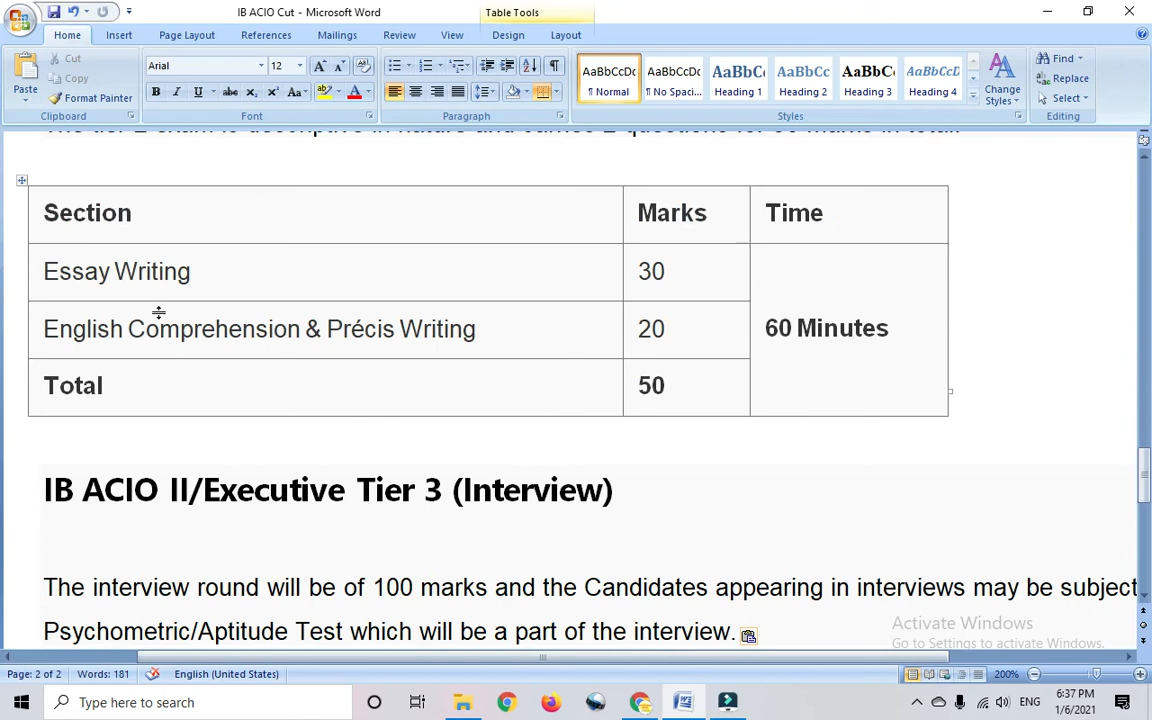 IB ACIO Cut - Microsoft Word
Table Tools
Home
Insert
Page Layout
References
Mailings
Review
View
Design
Layout
Paste
Cut
Copy
Format Painter
Clipboard
Arial
12
Font
Paragraph
AaBbCcDc
¶ Normal
AaBbCcDc
¶ No Spaci...
AaBbC
Heading 1
AaBbCc
Heading 2
AaBbCc
Heading 3
AaBbCcD
Heading 4
Change
Styles
Styles
Find
Replace
Select
Editing
Section Marks Time
Essay Writing 30
English Comprehension & Précis Writing 20 60 Minutes
Total 50
IB ACIO II/Executive Tier 3 (Interview)
The interview round will be of 100 marks and the Candidates appearing in interviews may be subject
Psychometric/Aptitude Test which will be a part of the interview.
Activate Windows
Go to Settings to activate Windows.
Page: 2 of 2
Words: 181
English (United States)
200%
Type here to search
ENG
6:37 PM
1/6/2021